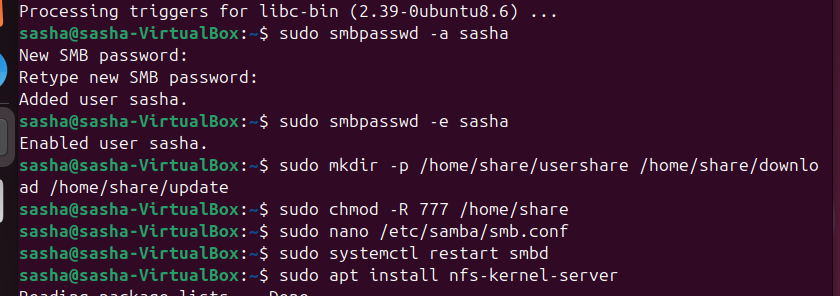 Processing triggers for libc-bin (2.39-0ubuntu8.6) ...
sasha@sasha-VirtualBox:~$ sudo smbpasswd -a sasha
New SMB password:
Retype new SMB password:
Added user sasha.
sasha@sasha-VirtualBox:~$ sudo smbpasswd -e sasha
Enabled user sasha.
sasha@sasha-VirtualBox:~$ sudo mkdir -p /home/share/usershare /home/share/downlo
ad /home/share/update
sasha@sasha-VirtualBox:~$ sudo chmod -R 777 /home/share
sasha@sasha-VirtualBox:~$ sudo nano /etc/samba/smb.conf
sasha@sasha-VirtualBox:~$ sudo systemctl restart smbd
sasha@sasha-VirtualBox:~$ sudo apt install nfs-kernel-server
Reading package lists... Done